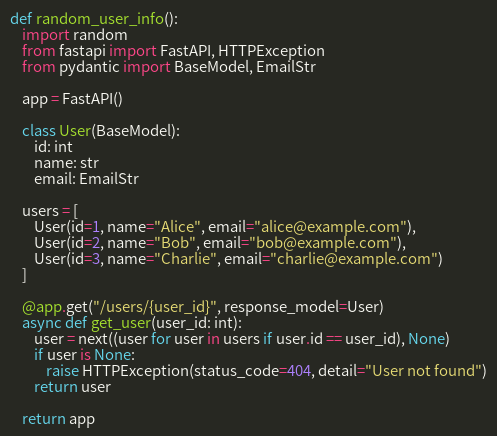 def random_user_info():
    import random
    from fastapi import FastAPI, HTTPException
    from pydantic import BaseModel, EmailStr

    app = FastAPI()

    class User(BaseModel):
        id: int
        name: str
        email: EmailStr

    users = [
        User(id=1, name="Alice", email="alice@example.com"),
        User(id=2, name="Bob", email="bob@example.com"),
        User(id=3, name="Charlie", email="charlie@example.com")
    ]

    @app.get("/users/{user_id}", response_model=User)
    async def get_user(user_id: int):
        user = next((user for user in users if user.id == user_id), None)
        if user is None:
            raise HTTPException(status_code=404, detail="User not found")
        return user

    return app